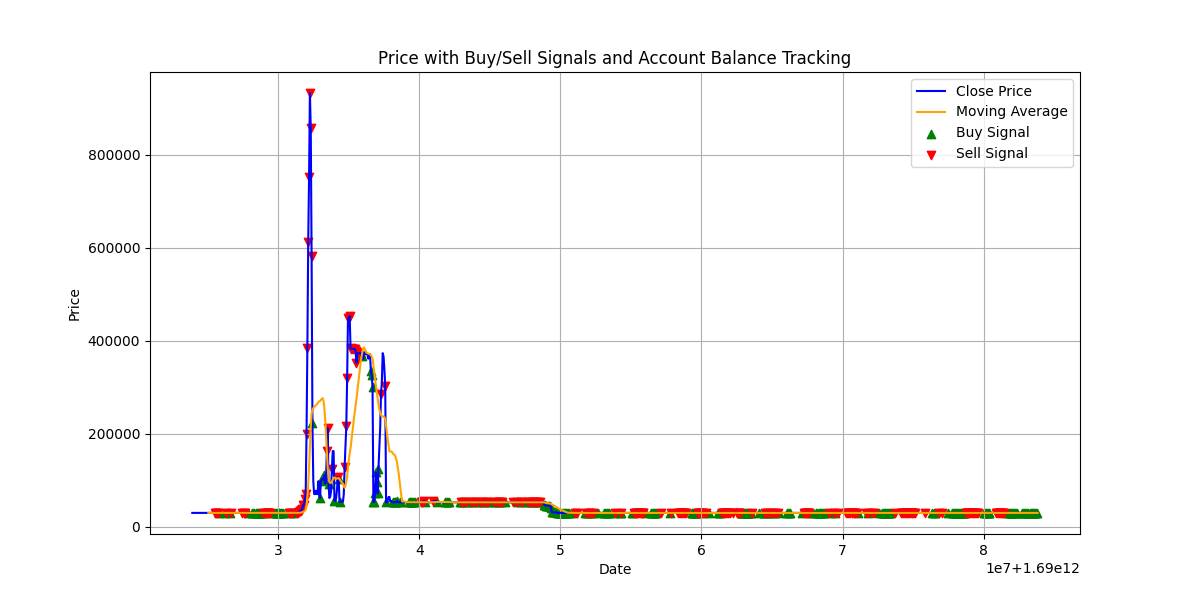 Price with Buy/Sell Signals and Account Balance Tracking
Close Price
Moving Average
Buy Signal
Sell Signal
Price
800000
600000
400000
200000
0
3 4 5 6 7 8
1e7+1.69e12
Date